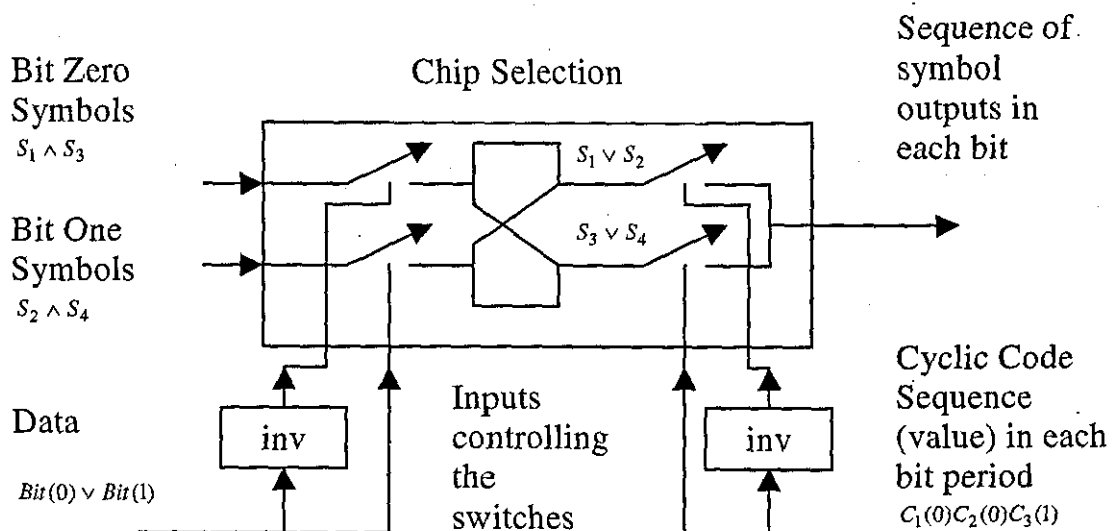 Bit Zero
Symbols
S₁ ∧ S₃
Chip Selection
Sequence of
symbol
outputs in
each bit
S₁ ∨ S₂
Bit One
Symbols
S₂ ∧ S₄
S₃ ∨ S₄
Data
Bit(0) ∨ Bit(1)
inv
Inputs
controlling
the
switches
inv
Cyclic Code
Sequence
(value) in each
bit period
C₁(0)C₂(0)C₃(1)